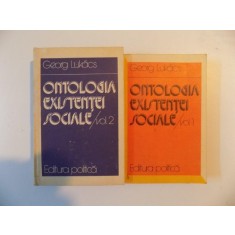 Georg Lukács
ONTOLOGIA
EXISTENȚEI
SOCIALE/vol.2
Editura politică
Georg Lukács
ONTOLOGIA
EXISTENȚEI
SOCIALE/vol.1
Editura politică